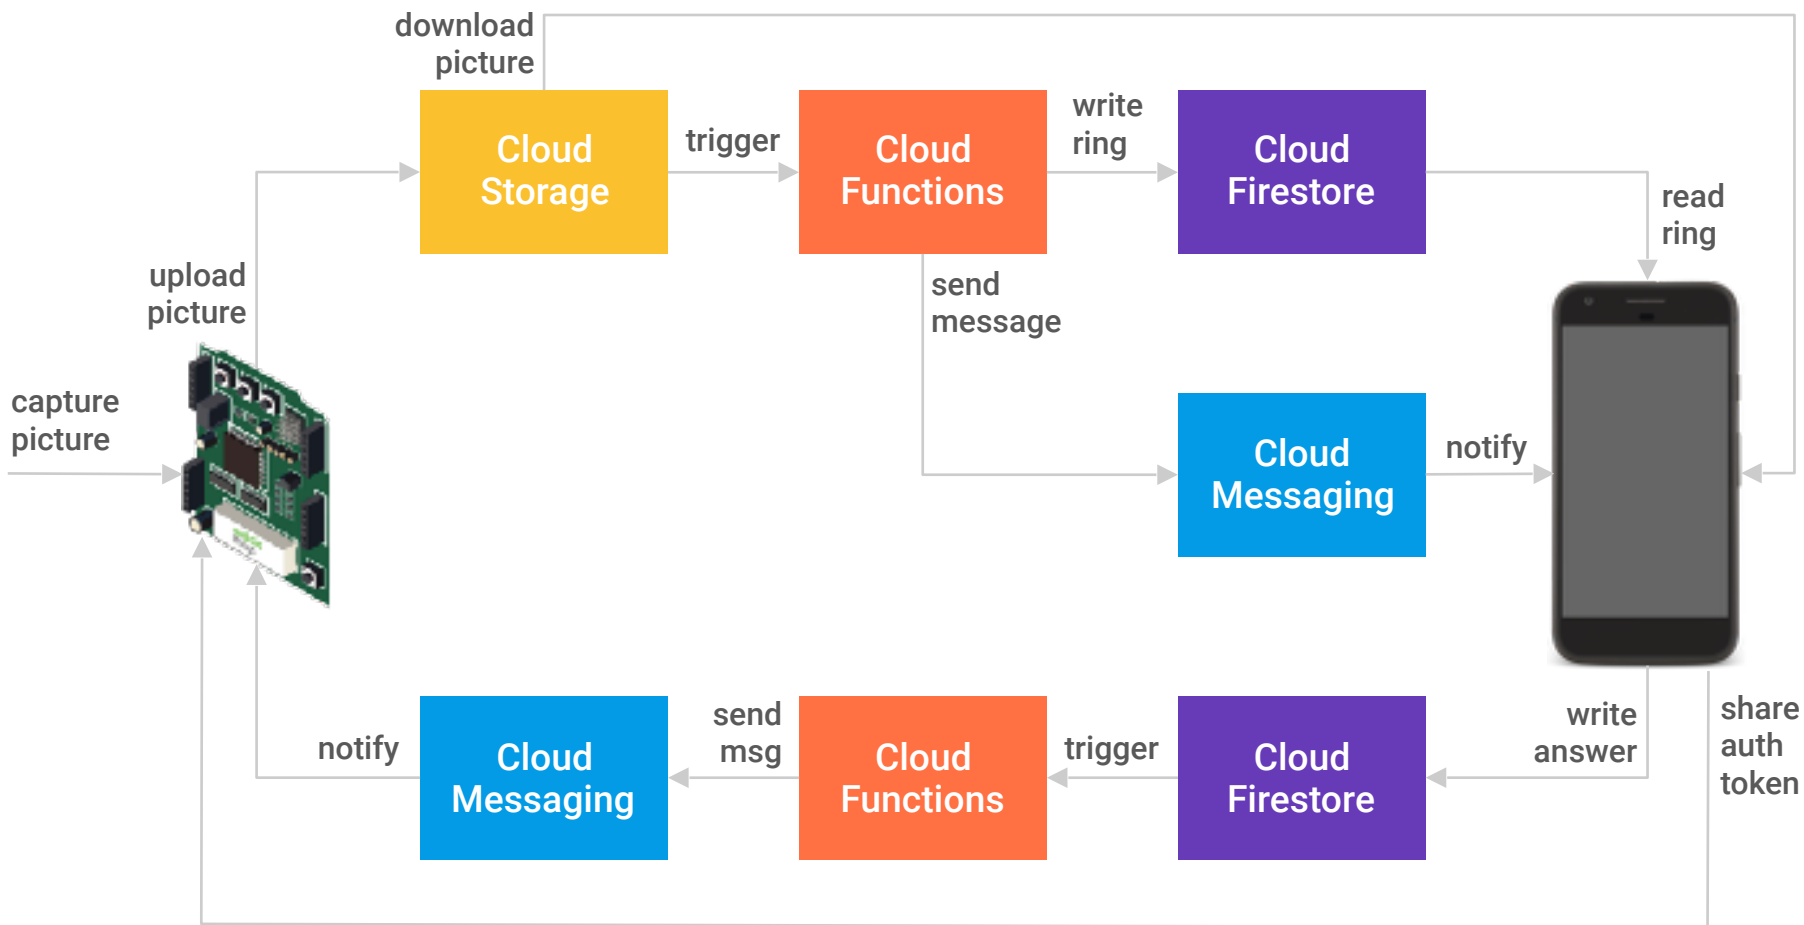 download
picture
Cloud
Storage
trigger
Cloud
Functions
write
ring
Cloud
Firestore
read
ring
upload
picture
send
message
capture
picture
Cloud
Messaging
notify
notify
Cloud
Messaging
send
msg
Cloud
Functions
trigger
Cloud
Firestore
write
answer
share
auth
token